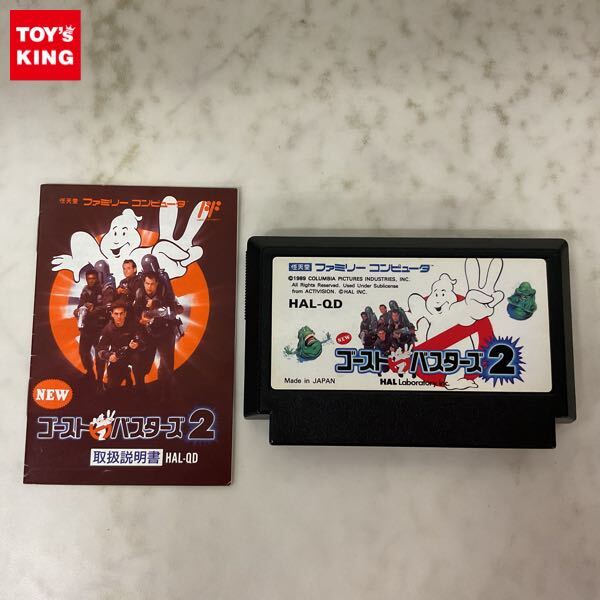 TOY'S
KING
任天堂 ファミリーコンピュータ
NEW
ゴーストバスターズ2
取扱説明書 HAL-QD
任天堂 ファミリーコンピュータ
©1989 COLUMBIA PICTURES INDUSTRIES, INC.
All Rights Reserved. Used Under Sublicense
from ACTIVISION. ©HAL INC.
HAL-QD
NEW
ゴーストバスターズ2
Made in JAPAN
HAL Laboratory, Inc.